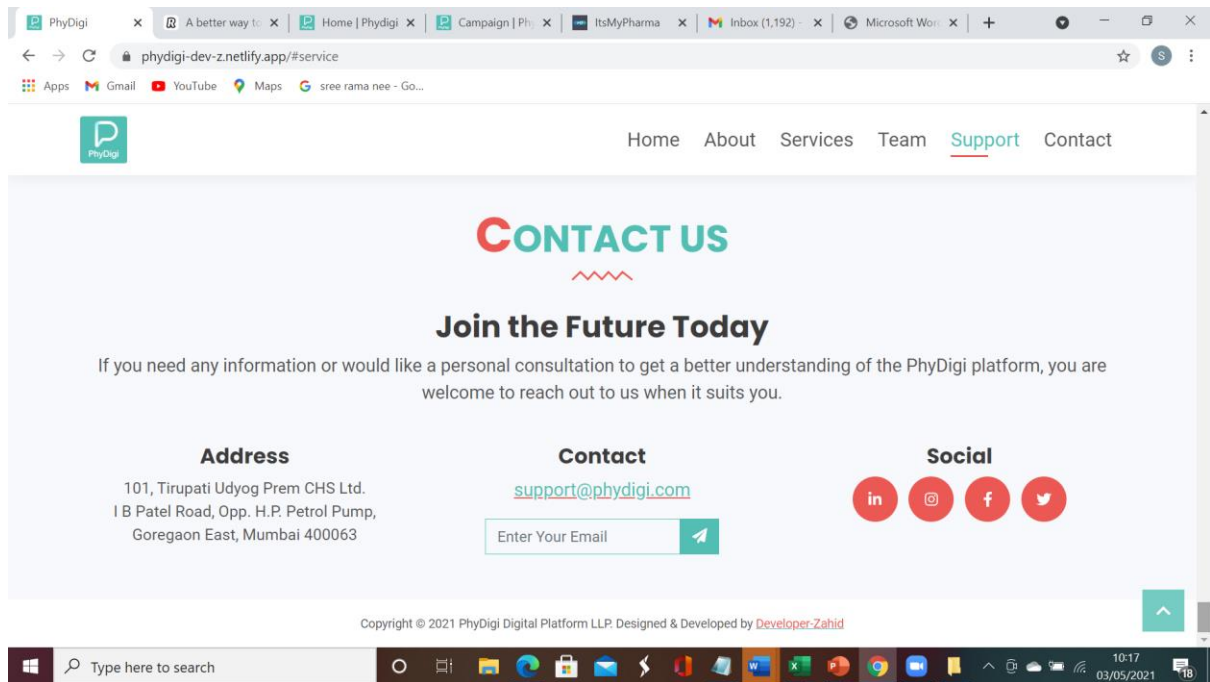 PhyDigi
A better way to
Home | Phydigi
Campaign | Phy
ItsMyPharma
Inbox (1,192) -
Microsoft Wor
phydigi-dev-z.netlify.app/#service
S
Apps
Gmail
YouTube
Maps
sree rama nee - Go...
PhyDigi
Home About Services Team Support Contact
CONTACT US
Join the Future Today
If you need any information or would like a personal consultation to get a better understanding of the PhyDigi platform, you are
welcome to reach out to us when it suits you.
Address
101, Tirupati Udyog Prem CHS Ltd.
I B Patel Road, Opp. H.P. Petrol Pump,
Goregaon East, Mumbai 400063
Contact
support@phydigi.com
Enter Your Email
Social
in
f
Copyright © 2021 PhyDigi Digital Platform LLP. Designed & Developed by Developer-Zahid
Type here to search
10:17
03/05/2021
18